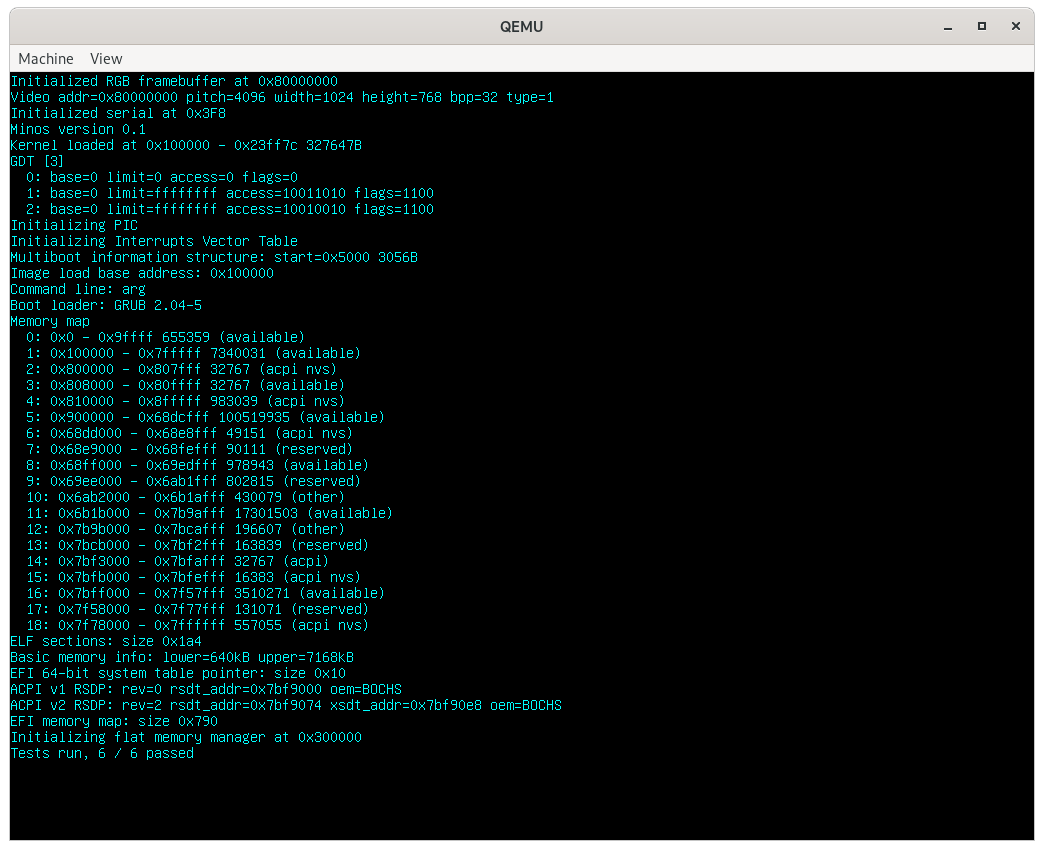 QEMU
Machine View
Initialized RGB framebuffer at 0x80000000
Video addr=0x80000000 pitch=4096 width=1024 height=768 bpp=32 type=1
Initialized serial at 0x3F8
Minos version 0.1
Kernel loaded at 0x100000 - 0x23ff7c 327647B
GDT [3]
  0: base=0 limit=0 access=0 flags=0
  1: base=0 limit=ffffffff access=10011010 flags=1100
  2: base=0 limit=ffffffff access=10010010 flags=1100
Initializing PIC
Initializing Interrupts Vector Table
Multiboot information structure: start=0x5000 3056B
Image load base address: 0x100000
Command line: arg
Boot loader: GRUB 2.04-5
Memory map
  0: 0x0 - 0x9ffff 655359 (available)
  1: 0x100000 - 0x7fffff 7340031 (available)
  2: 0x800000 - 0x807fff 32767 (acpi nvs)
  3: 0x808000 - 0x80ffff 32767 (available)
  4: 0x810000 - 0x8fffff 983039 (acpi nvs)
  5: 0x900000 - 0x68dcfff 100519935 (available)
  6: 0x68dd000 - 0x68e8fff 49151 (acpi nvs)
  7: 0x68e9000 - 0x68fefff 90111 (reserved)
  8: 0x68ff000 - 0x69edfff 978943 (available)
  9: 0x69ee000 - 0x6ab1fff 802815 (reserved)
  10: 0x6ab2000 - 0x6b1afff 430079 (other)
  11: 0x6b1b000 - 0x7b9afff 17301503 (available)
  12: 0x7b9b000 - 0x7bcafff 196607 (other)
  13: 0x7bcb000 - 0x7bf2fff 163839 (reserved)
  14: 0x7bf3000 - 0x7bfafff 32767 (acpi)
  15: 0x7bfb000 - 0x7bfefff 16383 (acpi nvs)
  16: 0x7bff000 - 0x7f57fff 3510271 (available)
  17: 0x7f58000 - 0x7f77fff 131071 (reserved)
  18: 0x7f78000 - 0x7ffffff 557055 (acpi nvs)
ELF sections: size 0x1a4
Basic memory info: lower=640kB upper=7168kB
EFI 64-bit system table pointer: size 0x10
ACPI v1 RSDP: rev=0 rsdt_addr=0x7bf9000 oem=BOCHS
ACPI v2 RSDP: rev=2 rsdt_addr=0x7bf9074 xsdt_addr=0x7bf90e8 oem=BOCHS
EFI memory map: size 0x790
Initializing flat memory manager at 0x300000
Tests run, 6 / 6 passed